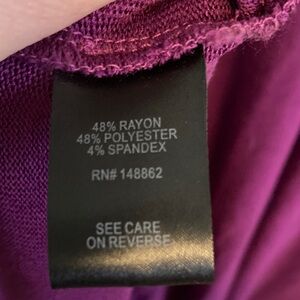 48% RAYON
48% POLYESTER
4% SPANDEX
RN# 148862
SEE CARE
ON REVERSE